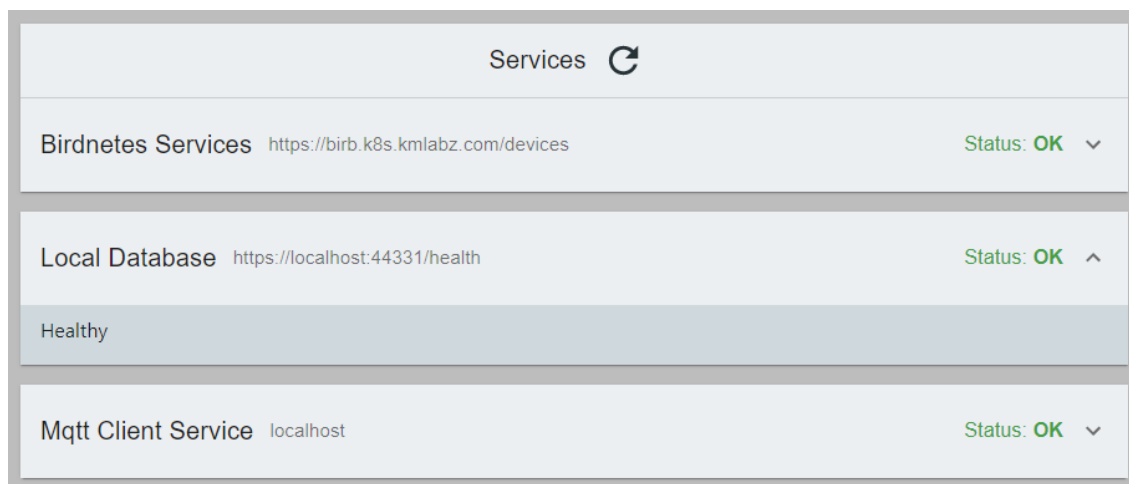 Services
Birdnetes Services https://birb.k8s.kmlabz.com/devices Status: OK
Local Database https://localhost:44331/health Status: OK
Healthy
Mqtt Client Service localhost Status: OK